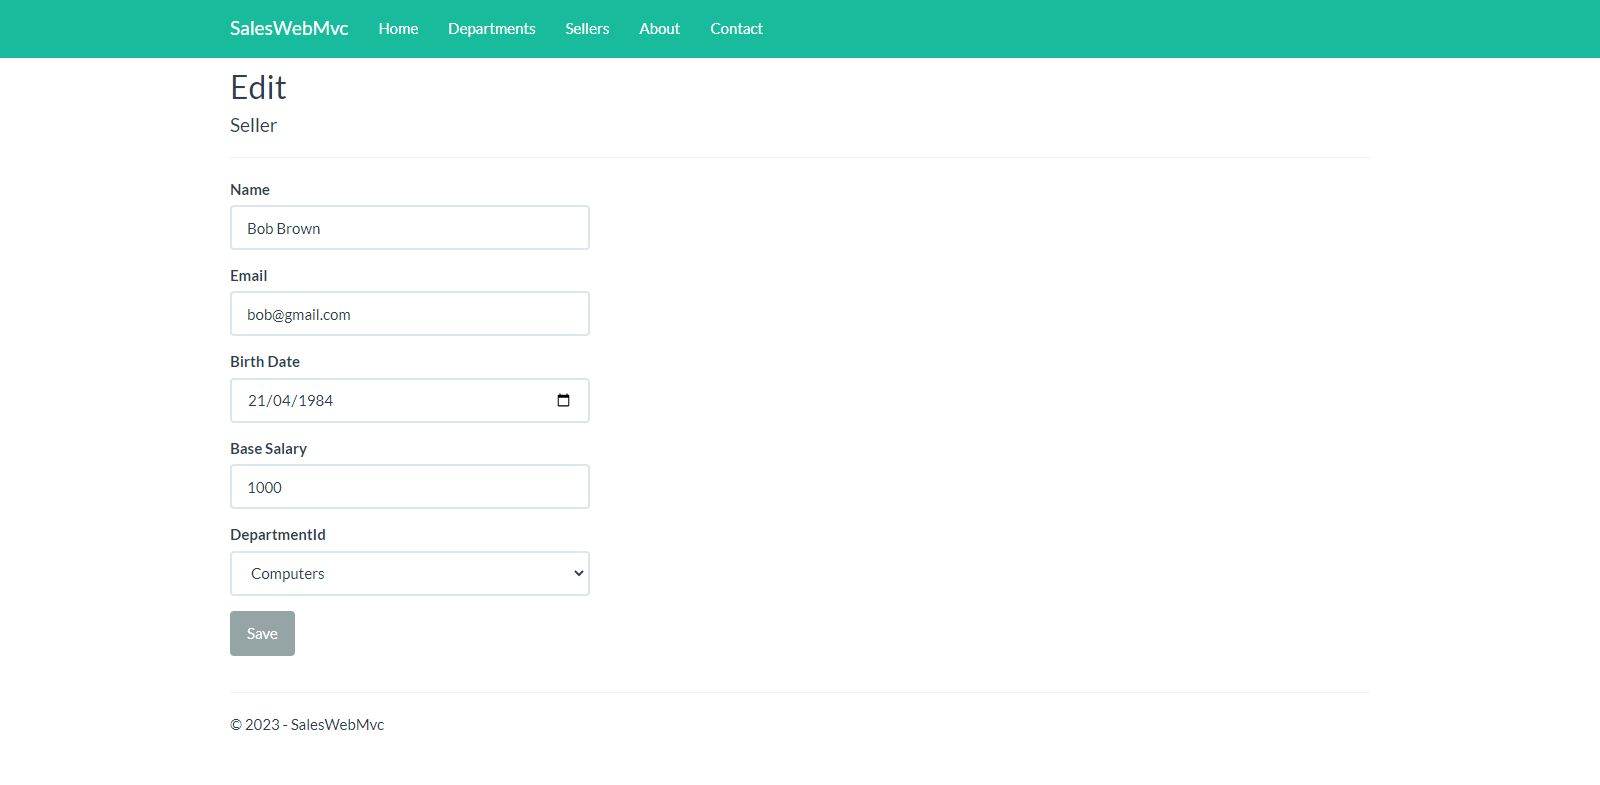 SalesWebMvc Home Departments Sellers About Contact
Edit
Seller
Name
Bob Brown
Email
bob@gmail.com
Birth Date
21/04/1984
Base Salary
1000
DepartmentId
Computers
Save
© 2023 - SalesWebMvc